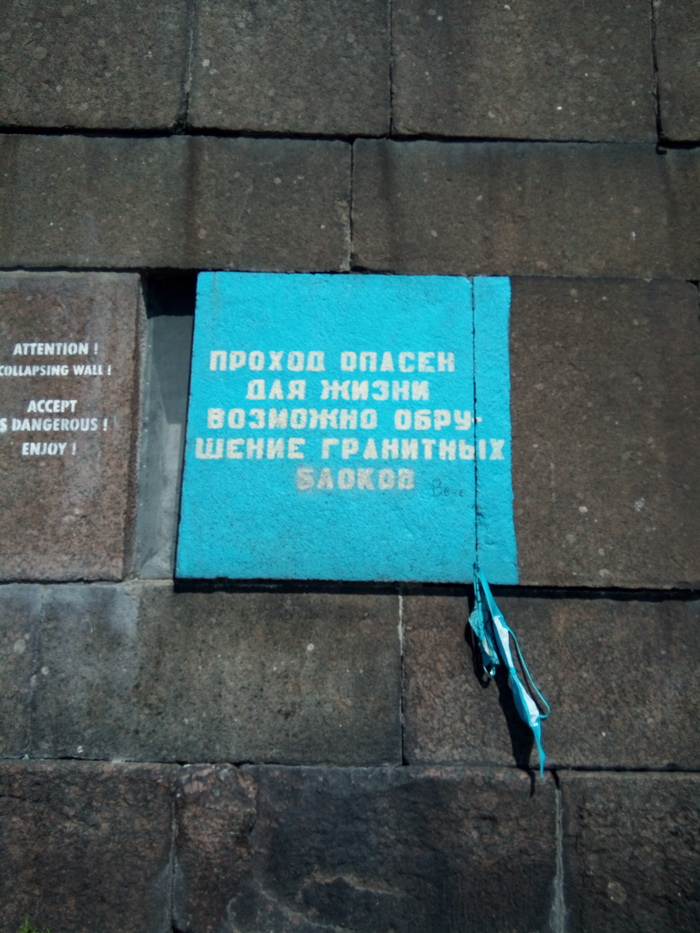 ATTENTION !
COLLAPSING WALL !
ACCEPT
DANGEROUS !
ENJOY !
ПРОХОД ОПАСЕН
ДЛЯ ЖИЗНИ
ВОЗМОЖНО ОБРУ-
ШЕНИЕ ГРАНИТНЫХ
БЛОКОВ